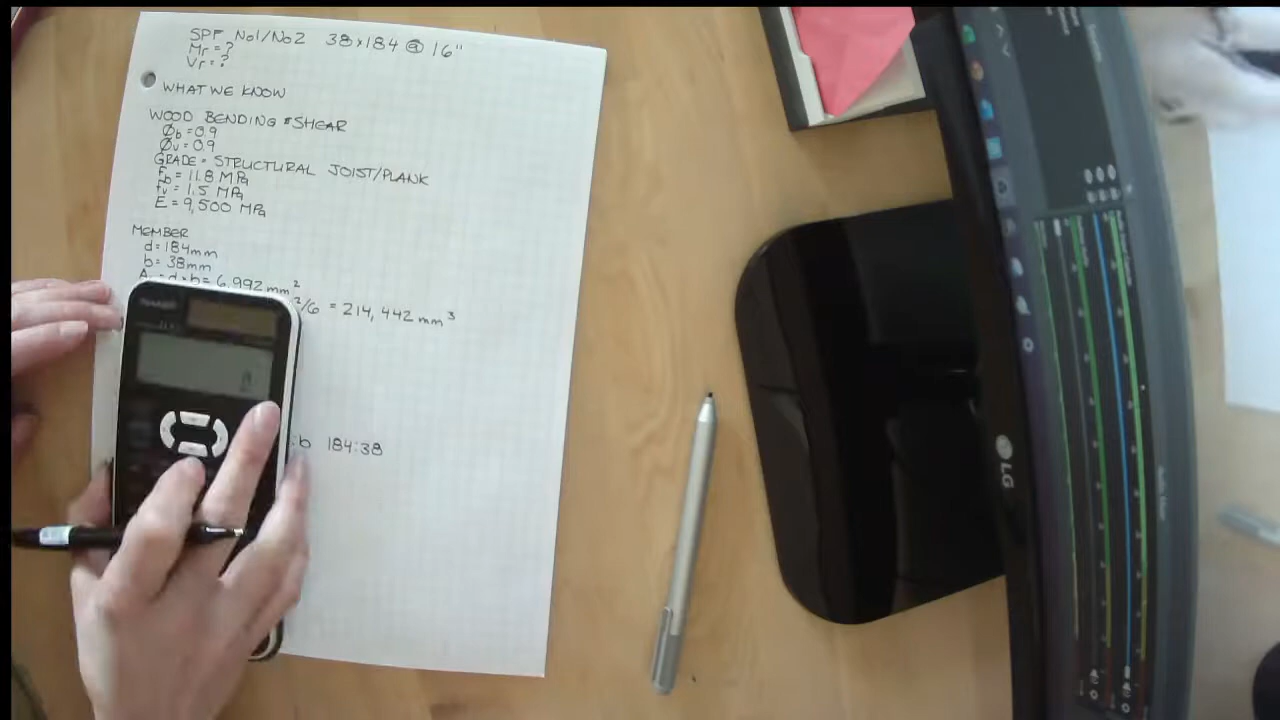 SPF No1/No2 38x184 @ 16"
Mr = ?
Vr = ?
WHAT WE KNOW
WOOD BENDING & SHEAR
Øb = 0.9
Øv = 0.9
GRADE = STRUCTURAL JOIST/PLANK
fb = 11.8 MPa
fv = 1.5 MPa
E = 9,500 MPa
MEMBER
d = 184mm
b = 38mm
A = d × b = 6,992 mm²
²/6 = 214,442 mm³
:b 184:38
LG